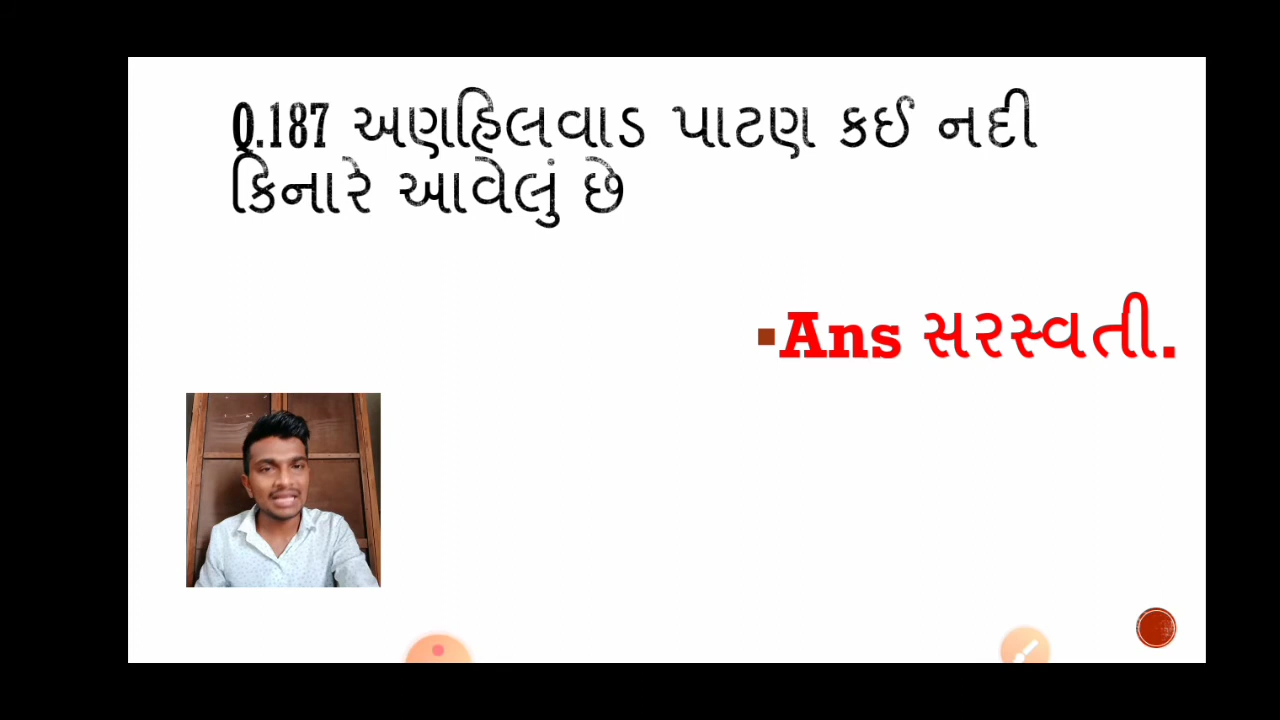 Q.187 અણહિલવાડ પાટણ કઈ નદી
કિનારે આવેલું છે
Ans સરસ્વતી.